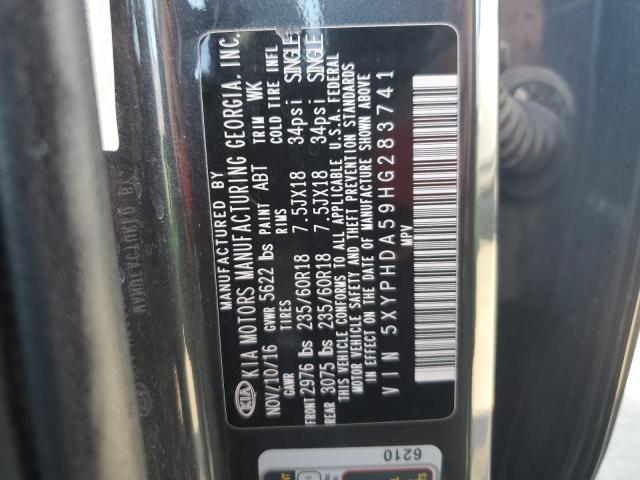 MANUFACTURED BY
KIA KIA MOTORS MANUFACTURING GEORGIA, INC.
NOV/10/16 GVWR 5622 lbs PAINT ABT TRIM WK
GAWR TIRES RIMS COLD TIRE INFL
FRONT 2976 lbs 235/60R18 7.5JX18 34psi SINGLE
REAR 3075 lbs 235/60R18 7.5JX18 34psi SINGLE
THIS VEHICLE CONFORMS TO ALL APPLICABLE U.S.A. FEDERAL
MOTOR VEHICLE SAFETY AND THEFT PREVENTION STANDARDS
IN EFFECT ON THE DATE OF MANUFACTURE SHOWN ABOVE
VIN 5XYPHDA59HG283741
MPV
6210